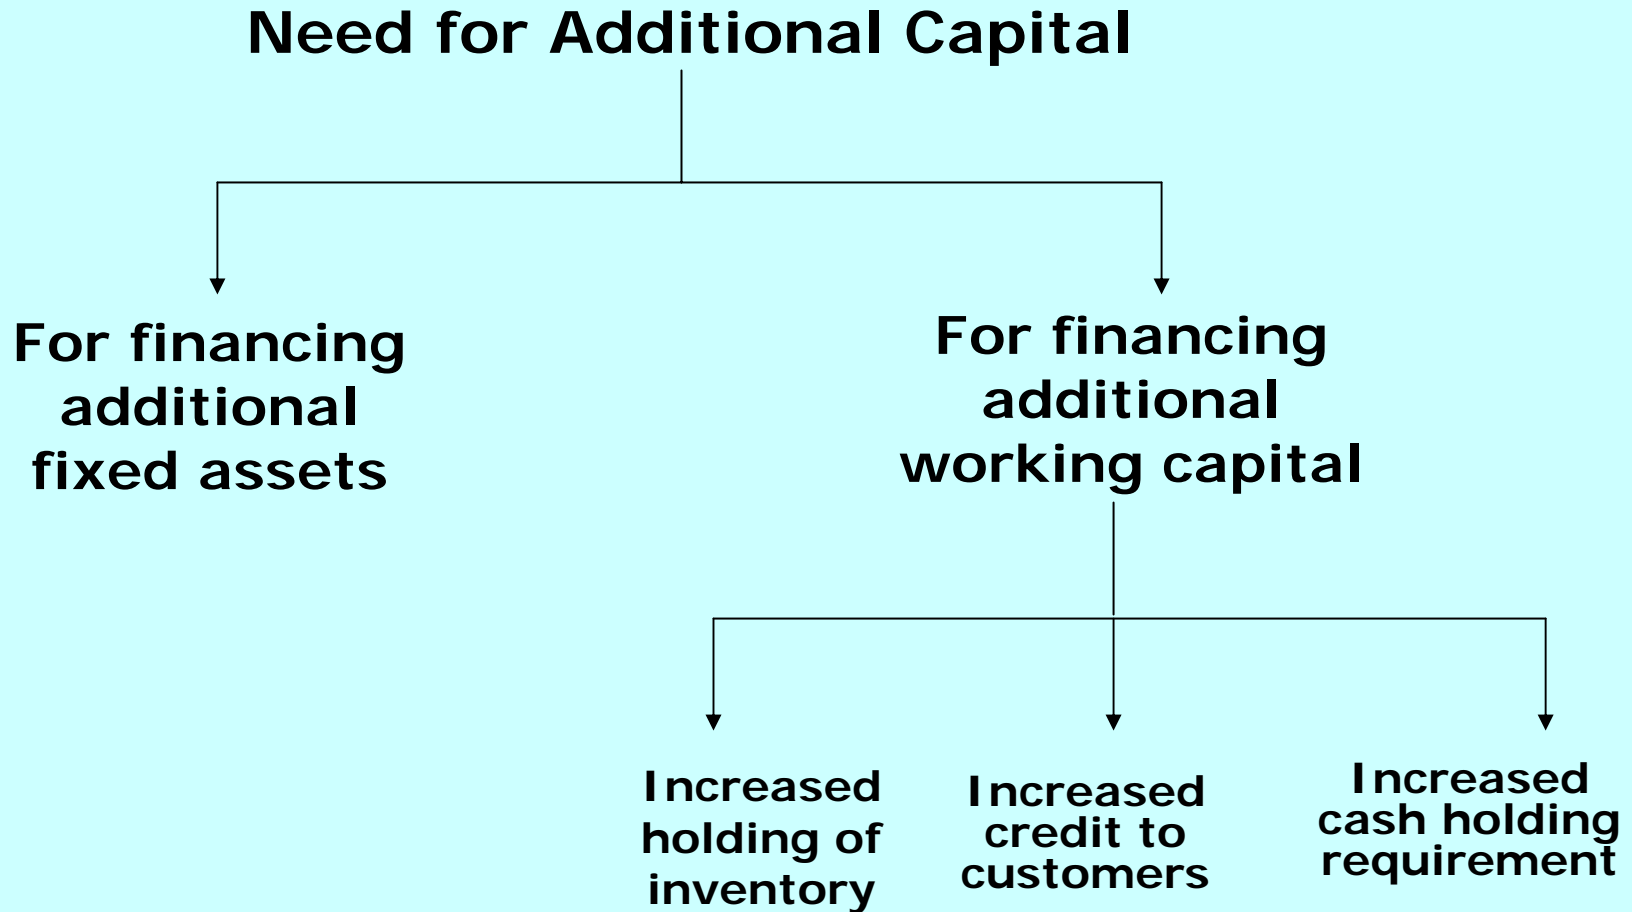 Need for Additional Capital
For financing
additional
fixed assets
For financing
additional
working capital
Increased
holding of
inventory
Increased
credit to
customers
Increased
cash holding
requirement